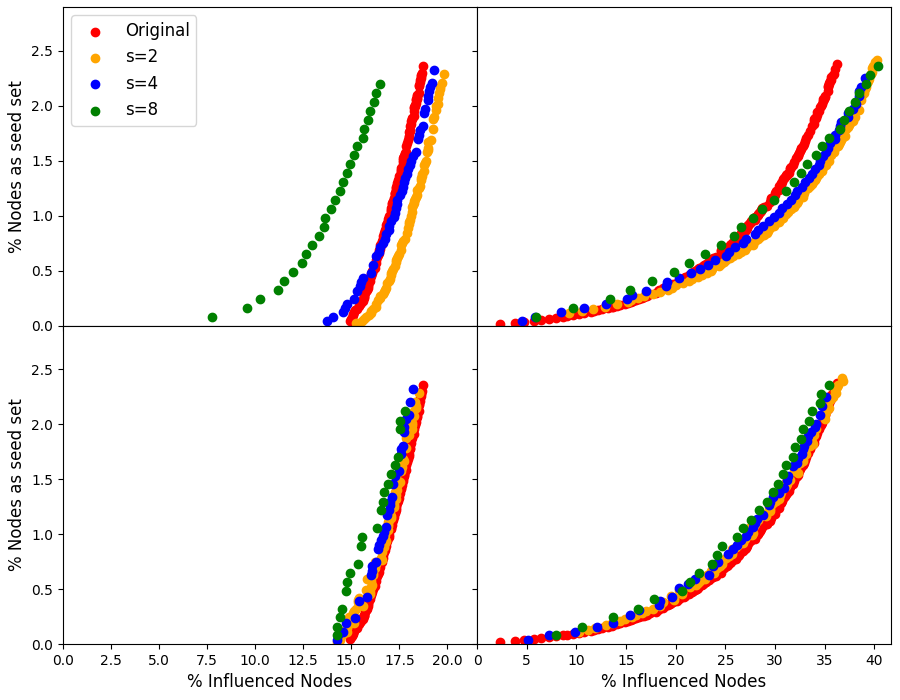 Original
s=2
s=4
s=8
2.5
2.0
1.5
1.0
0.5
0.0
% Nodes as seed set
2.5
2.0
1.5
1.0
0.5
0.0
% Nodes as seed set
0.0 2.5 5.0 7.5 10.0 12.5 15.0 17.5 20.0
0 5 10 15 20 25 30 35 40
% Influenced Nodes
% Influenced Nodes